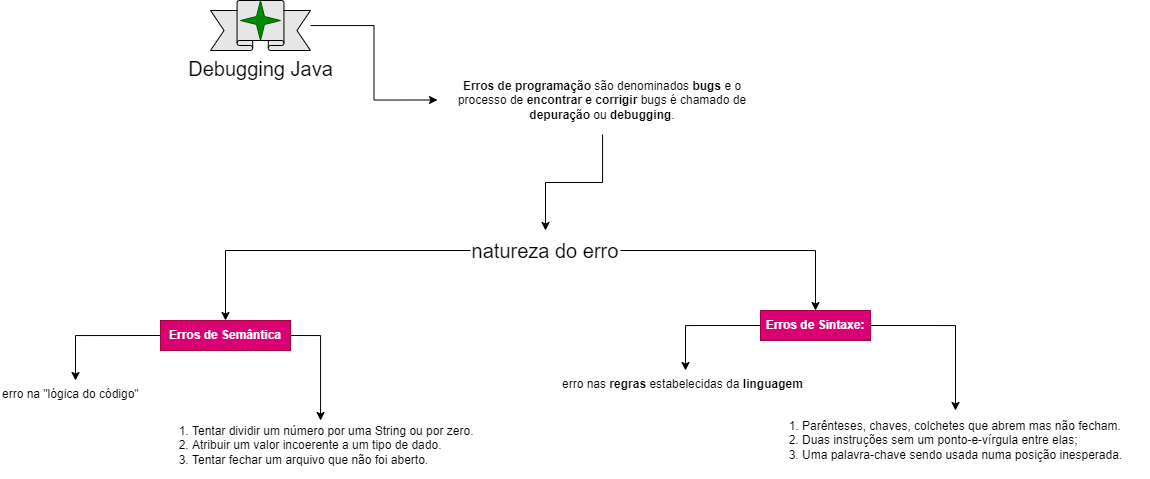 Debugging Java
Erros de programação são denominados bugs e o
processo de encontrar e corrigir bugs é chamado de
depuração ou debugging.
natureza do erro
Erros de Semântica
erro na "lógica do código"
1. Tentar dividir um número por uma String ou por zero.
2. Atribuir um valor incoerente a um tipo de dado.
3. Tentar fechar um arquivo que não foi aberto.
Erros de Sintaxe:
erro nas regras estabelecidas da linguagem
1. Parênteses, chaves, colchetes que abrem mas não fecham.
2. Duas instruções sem um ponto-e-vírgula entre elas;
3. Uma palavra-chave sendo usada numa posição inesperada.